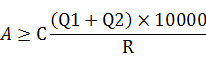 A ≥ C (Q1 + Q2) × 10000 / R